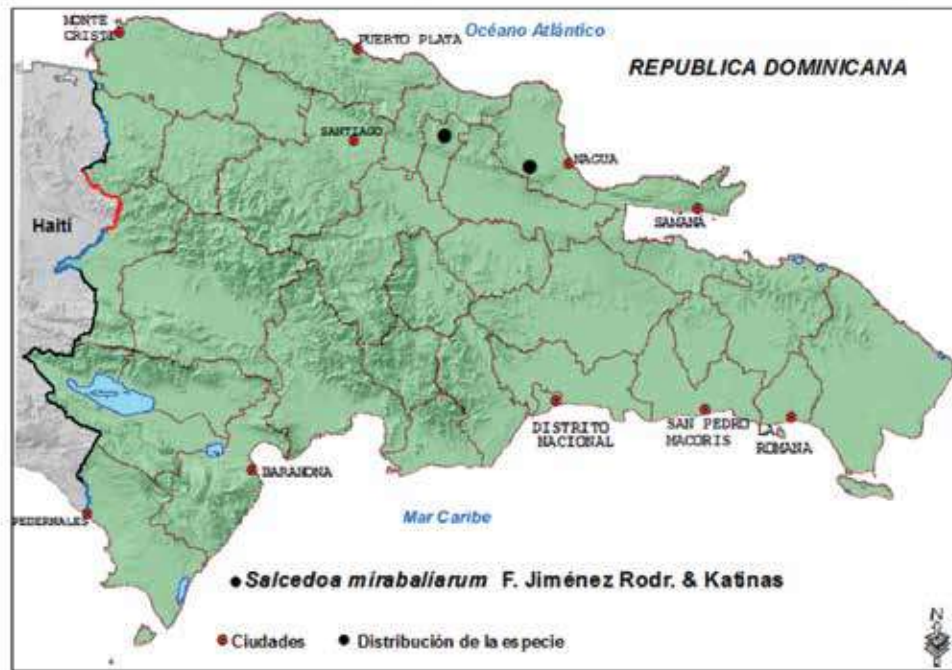 MONTE
CRISTI
PUERTO PLATA
Océano Atlántico
REPUBLICA DOMINICANA
SANTIAGO
NAGUA
SAMANA
Haití
DISTRITO
NACIONAL
SAN PEDRO
MACORIS
LA
ROMANA
BARAHONA
PEDERNALES
Mar Caribe
Salcedoa mirabaliarum F. Jiménez Rodr. & Katinas
Ciudades
Distribución de la especie
N